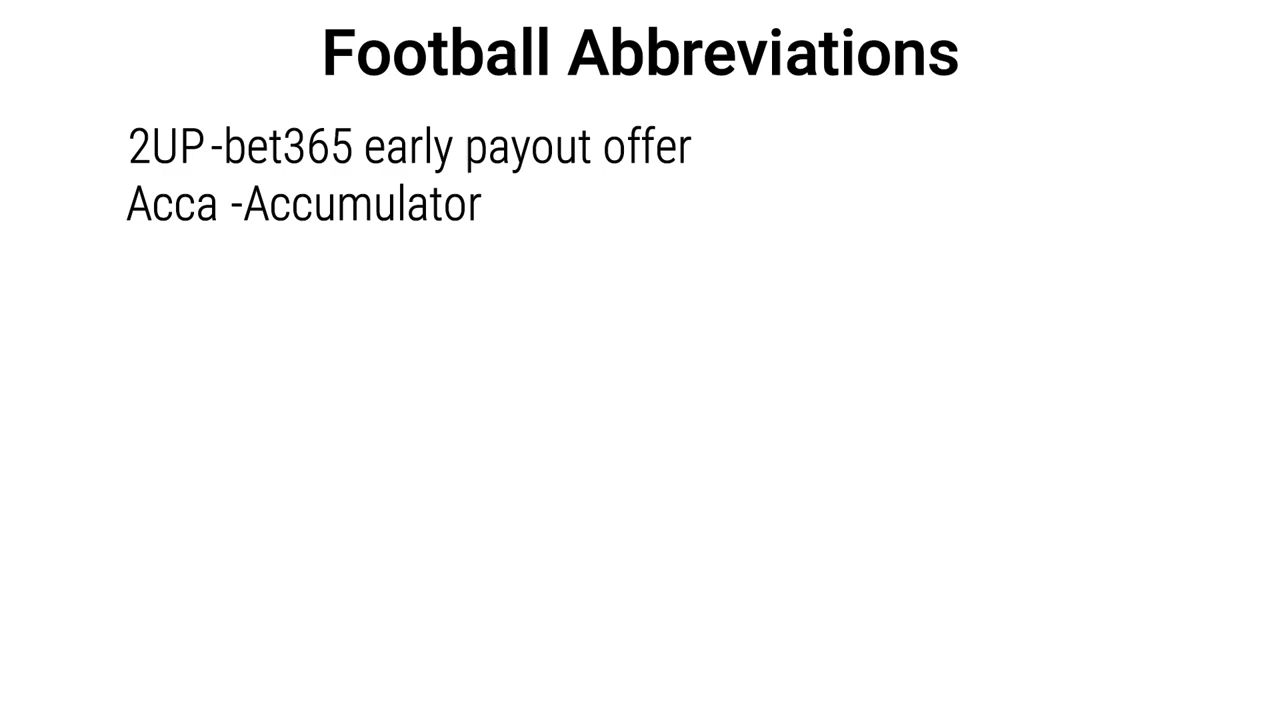 Football Abbreviations
2UP -bet365 early payout offer
Acca -Accumulator